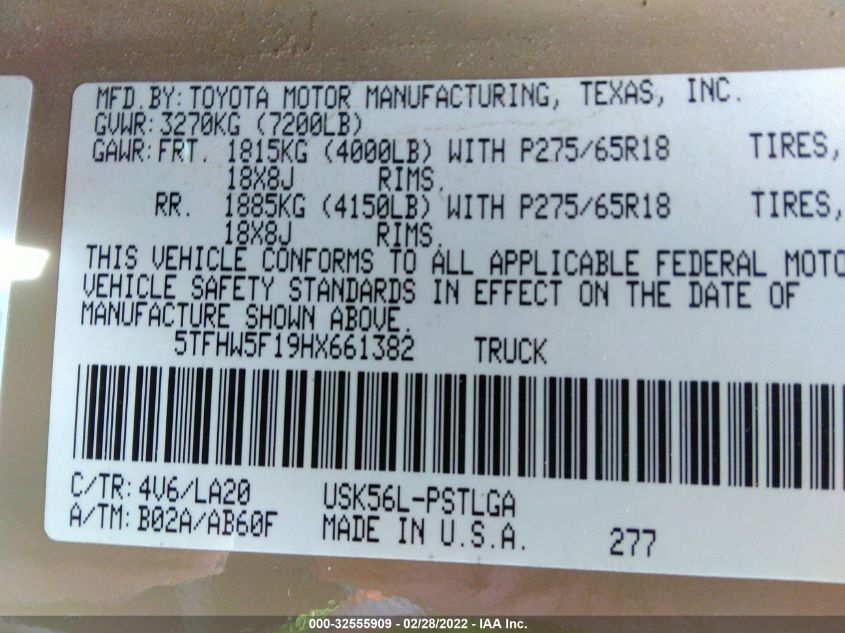 MFD.BY: TOYOTA MOTOR MANUFACTURING, TEXAS, INC.
GVWR: 3270KG (7200LB)
GAWR: FRT. 1815KG (4000LB) WITH P275/65R18 TIRES,
18X8J RIMS.
RR. 1885KG (4150LB) WITH P275/65R18 TIRES,
18X8J RIMS.
THIS VEHICLE CONFORMS TO ALL APPLICABLE FEDERAL MOTO
VEHICLE SAFETY STANDARDS IN EFFECT ON THE DATE OF
MANUFACTURE SHOWN ABOVE.
5TFHW5F19HX661382 TRUCK
C/TR: 4V6/LA20 USK56L-PSTLGA
A/TM: B02A/AB60F MADE IN U.S.A. 277
000-32555909 - 02/28/2022 - IAA Inc.